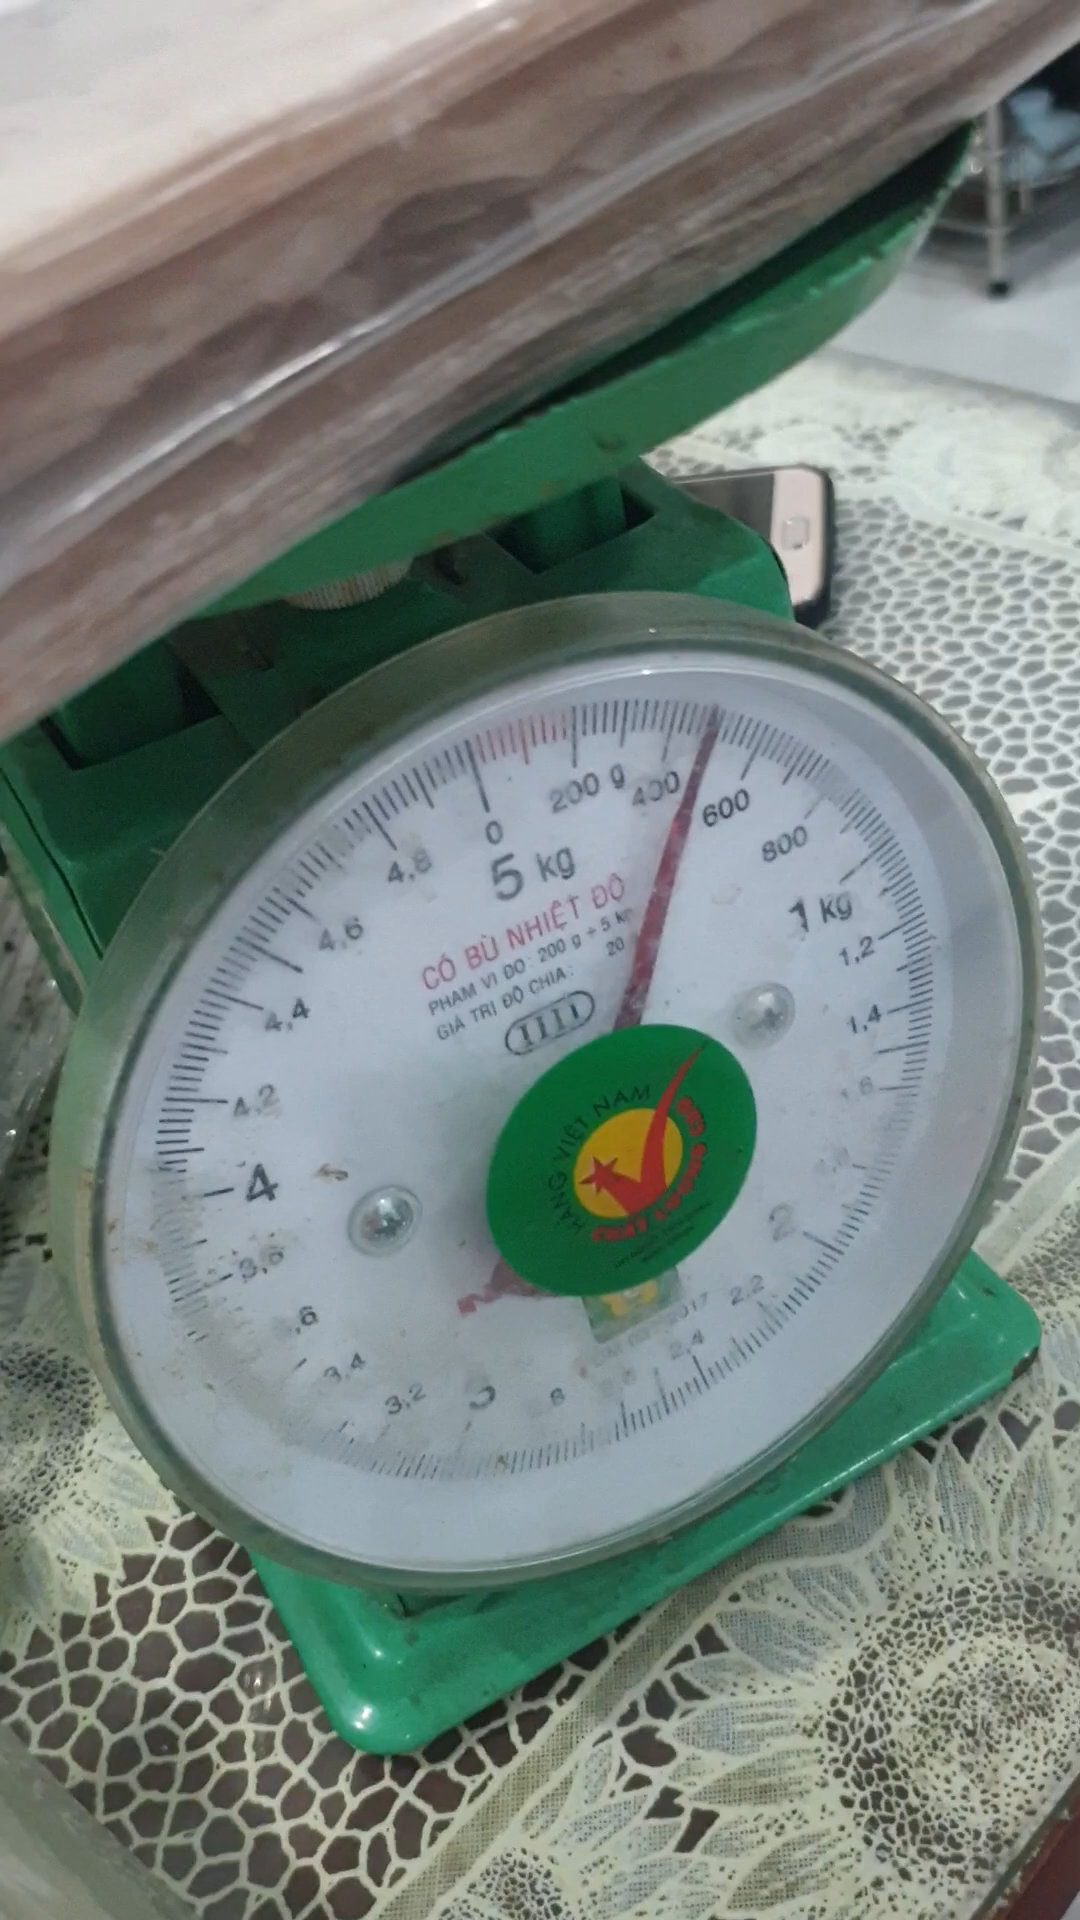 0
200 g
400
600
800
1 kg
1,2
1,4
1,6
2
2,2
2,4
3,2
3,4
4
4,2
4,4
4,6
4,8
5 kg
CÓ BÙ NHIỆT ĐỘ
PHẠM VI ĐO: 200 g ÷ 5 kg
GIÁ TRỊ ĐỘ CHIA: 20
HÀNG VIỆT NAM